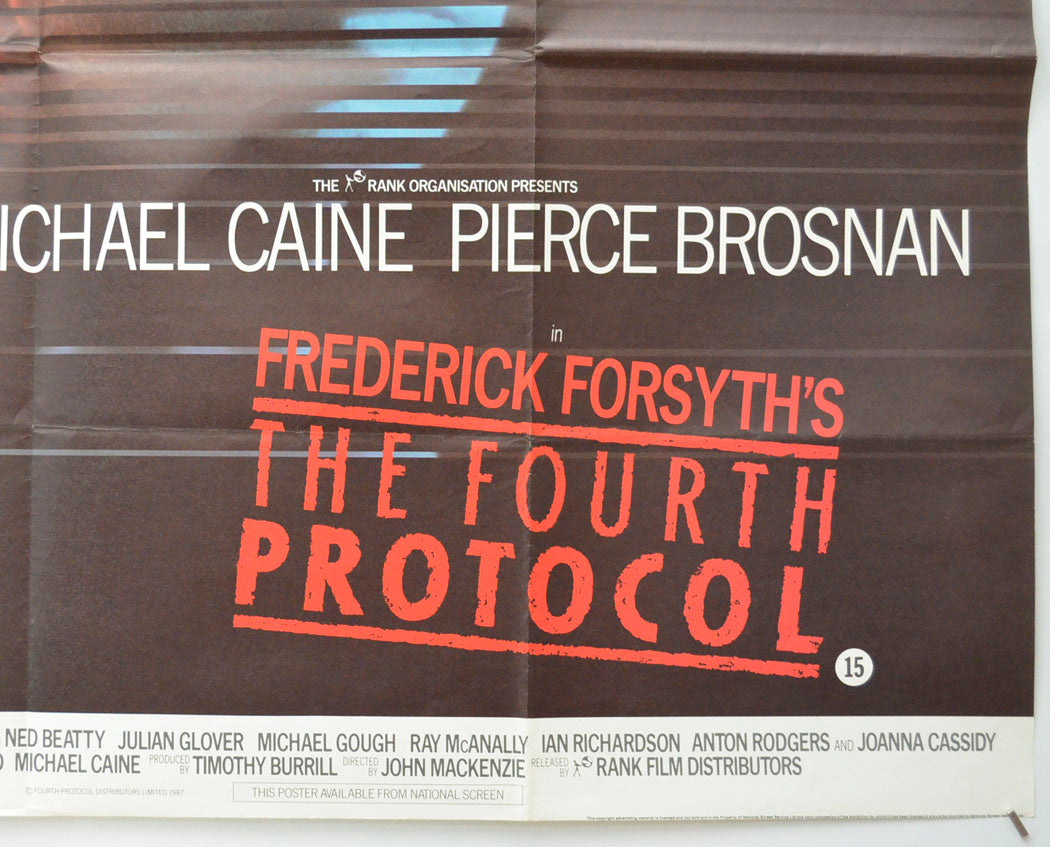 THE RANK ORGANISATION PRESENTS
ICHAEL CAINE PIERCE BROSNAN
in
FREDERICK FORSYTH'S
THE FOURTH
PROTOCOL
15
NED BEATTY JULIAN GLOVER MICHAEL GOUGH RAY McANALLY IAN RICHARDSON ANTON RODGERS AND JOANNA CASSIDY
MICHAEL CAINE PRODUCED BY TIMOTHY BURRILL DIRECTED BY JOHN MACKENZIE RELEASED BY RANK FILM DISTRIBUTORS
© FOURTH PROTOCOL DISTRIBUTORS LIMITED 1987
THIS POSTER AVAILABLE FROM NATIONAL SCREEN